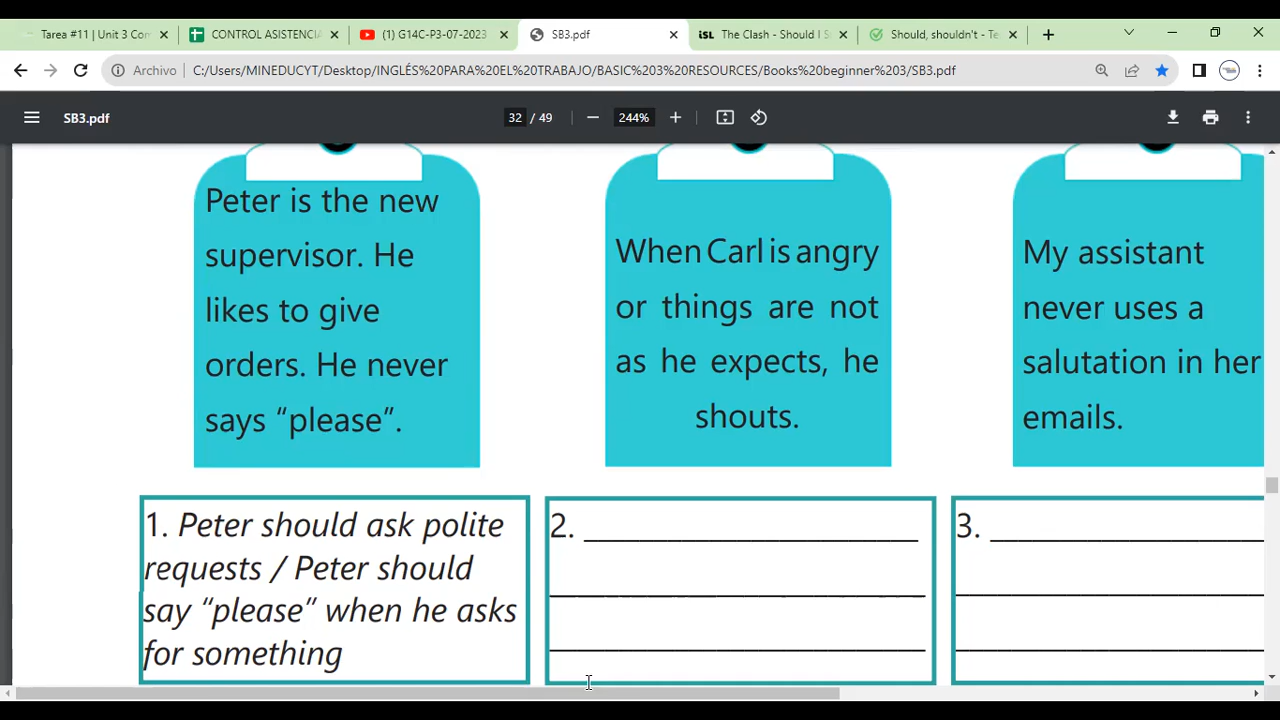 Tarea #11 | Unit 3 Con
CONTROL ASISTENCIA
(1) G14C-P3-07-2023
SB3.pdf
The Clash - Should I S
Should, shouldn't - Te
Archivo
C:/Users/MINEDUCYT/Desktop/INGLÉS%20PARA%20EL%20TRABAJO/BASIC%203%20RESOURCES/Books%20beginner%203/SB3.pdf
SB3.pdf
32 / 49
244%
Peter is the new
supervisor. He
likes to give
orders. He never
says “please”.
When Carl is angry
or things are not
as he expects, he
shouts.
My assistant
never uses a
salutation in her
emails.
1. Peter should ask polite
requests / Peter should
say “please” when he asks
for something
2.
3.